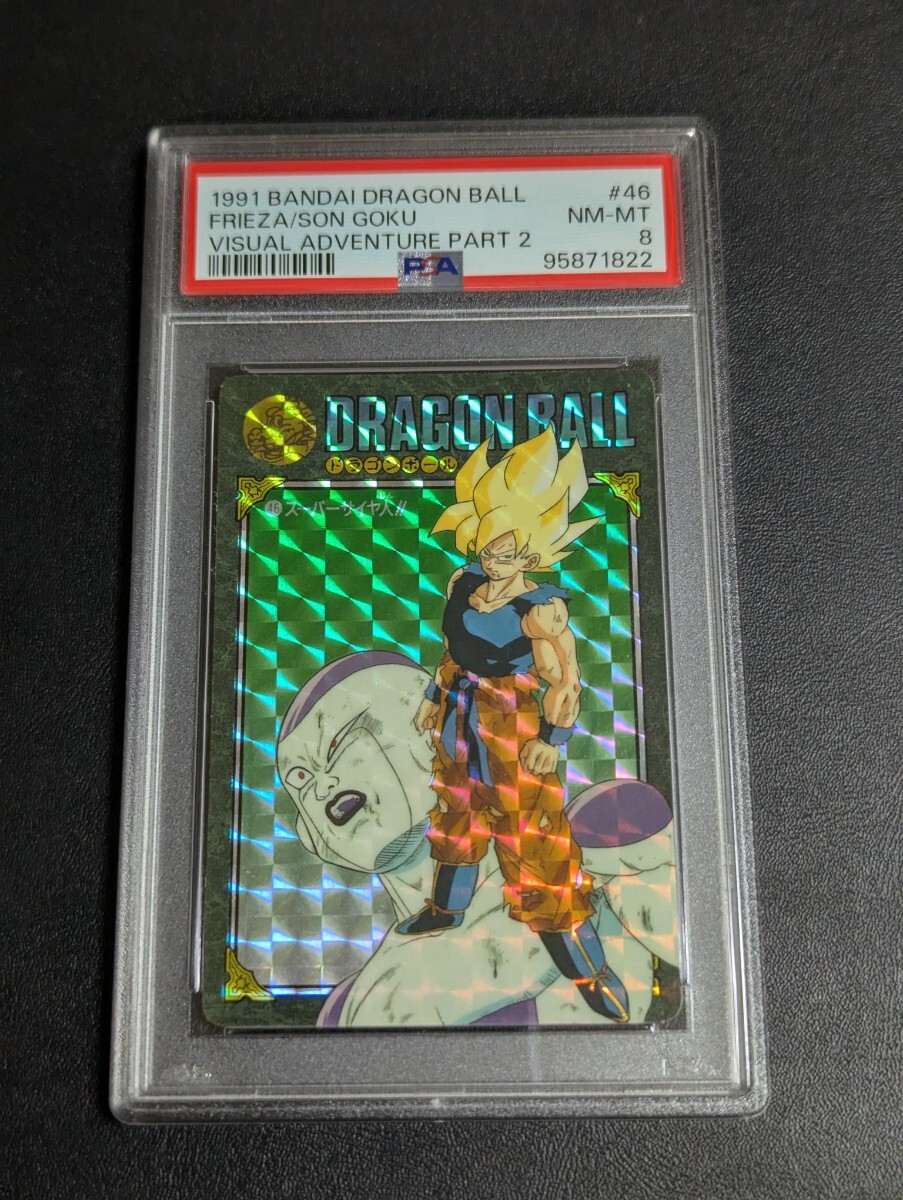 1991 BANDAI DRAGON BALL #46
FRIEZA/SON GOKU NM-MT
VISUAL ADVENTURE PART 2 8
PSA 95871822
DRAGON BALL
ドラゴンボール
46 スーパーサイヤ人!!